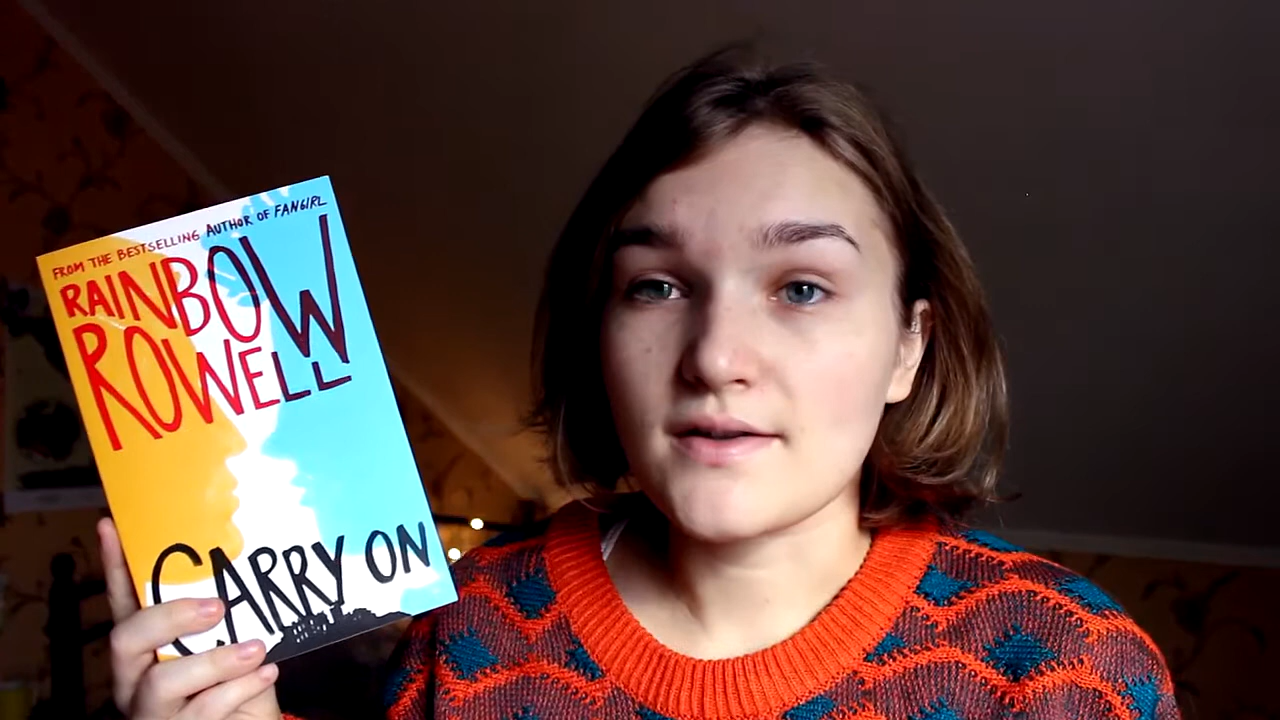 FROM THE BESTSELLING AUTHOR OF FANGIRL
RAINBOW
ROWELL
CARRY ON